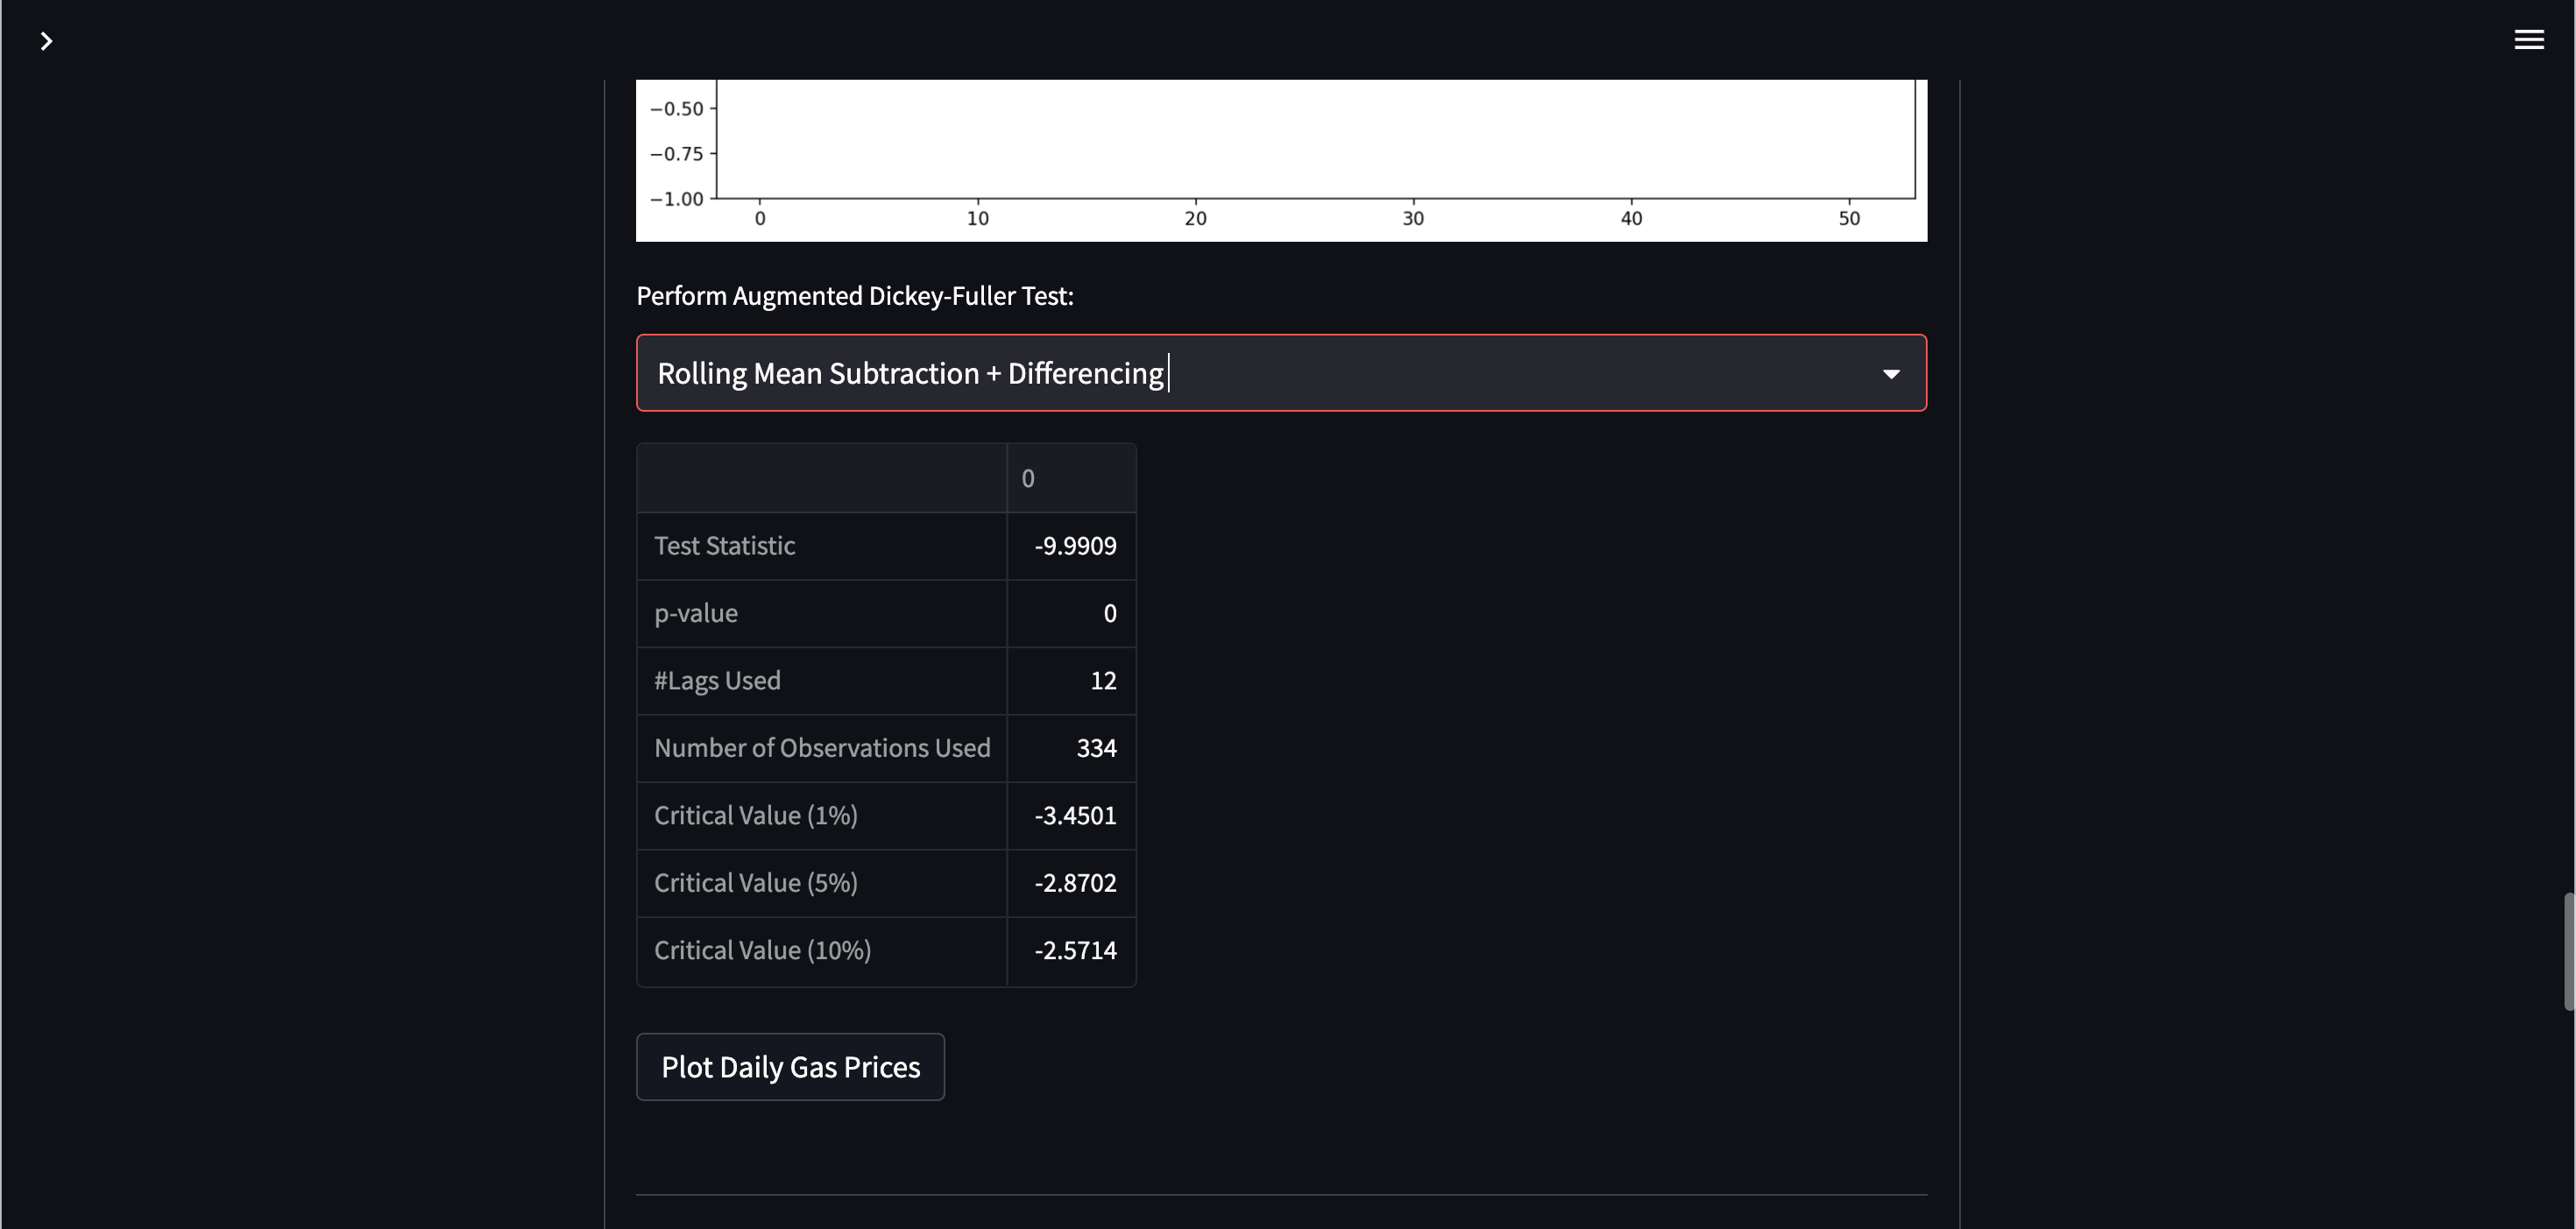 −0.50
−0.75
−1.00
0 10 20 30 40 50
Perform Augmented Dickey-Fuller Test:
Rolling Mean Subtraction + Differencing
0
Test Statistic -9.9909
p-value 0
#Lags Used 12
Number of Observations Used 334
Critical Value (1%) -3.4501
Critical Value (5%) -2.8702
Critical Value (10%) -2.5714
Plot Daily Gas Prices